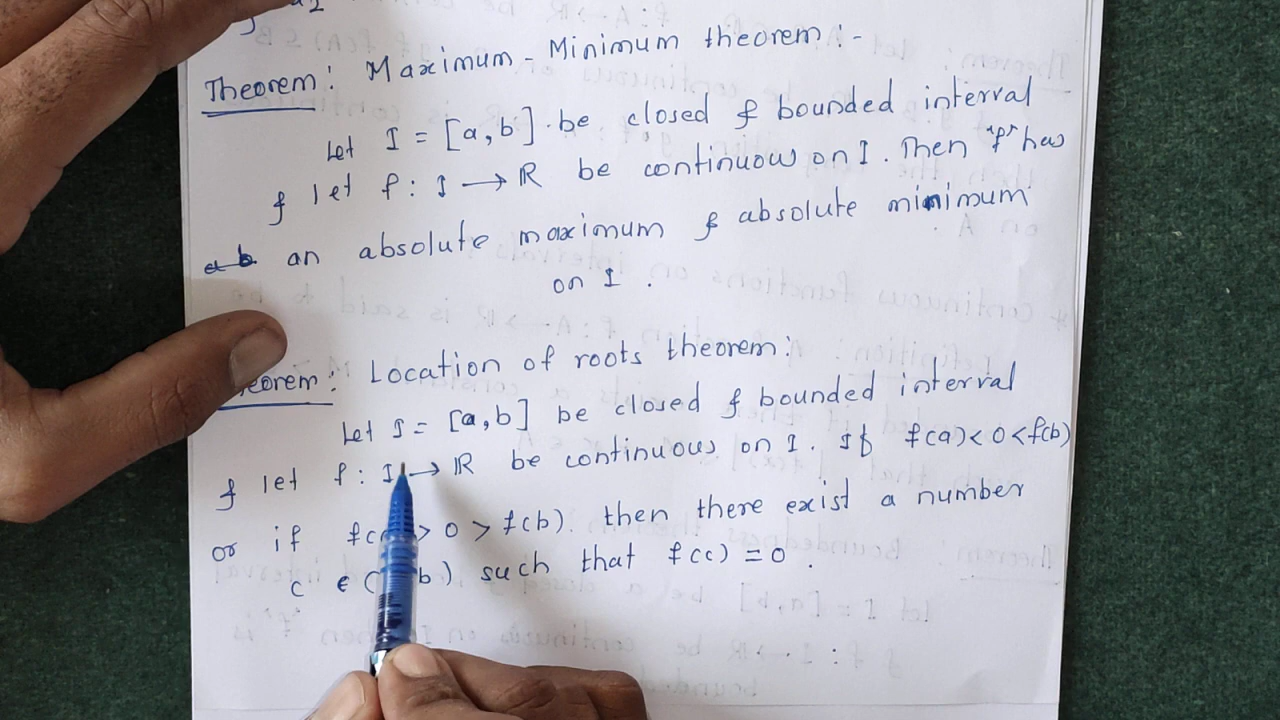 Theorem: Maximum - Minimum theorem :-
Let I = [a,b] be closed & bounded interval
& let f : I → R be continuous on I. Then "f" has
an absolute maximum & absolute minimum
on I .
eorem: Location of roots theorem:
Let I = [a,b] be closed & bounded interval
& let f : I → R be continuous on I. If f(a) < 0 < f(b)
or if f( > 0 > f(b). then there exist a number
c ∈ ( b) such that f(c) = 0 .